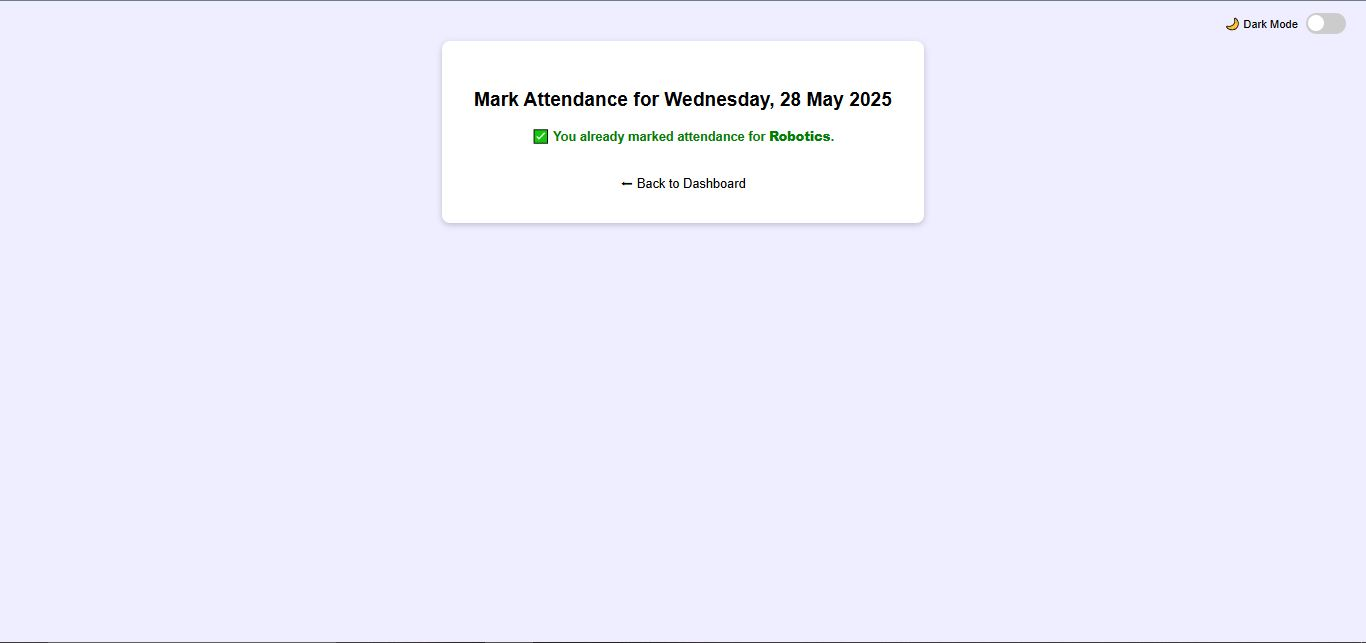 🌙 Dark Mode
Mark Attendance for Wednesday, 28 May 2025
✅ You already marked attendance for Robotics.
← Back to Dashboard